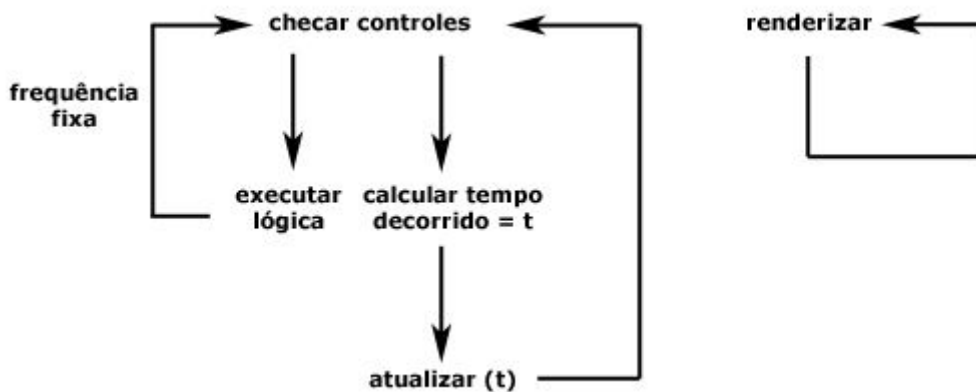 checar controles
renderizar
frequência
fixa
executar
lógica
calcular tempo
decorrido = t
atualizar (t)